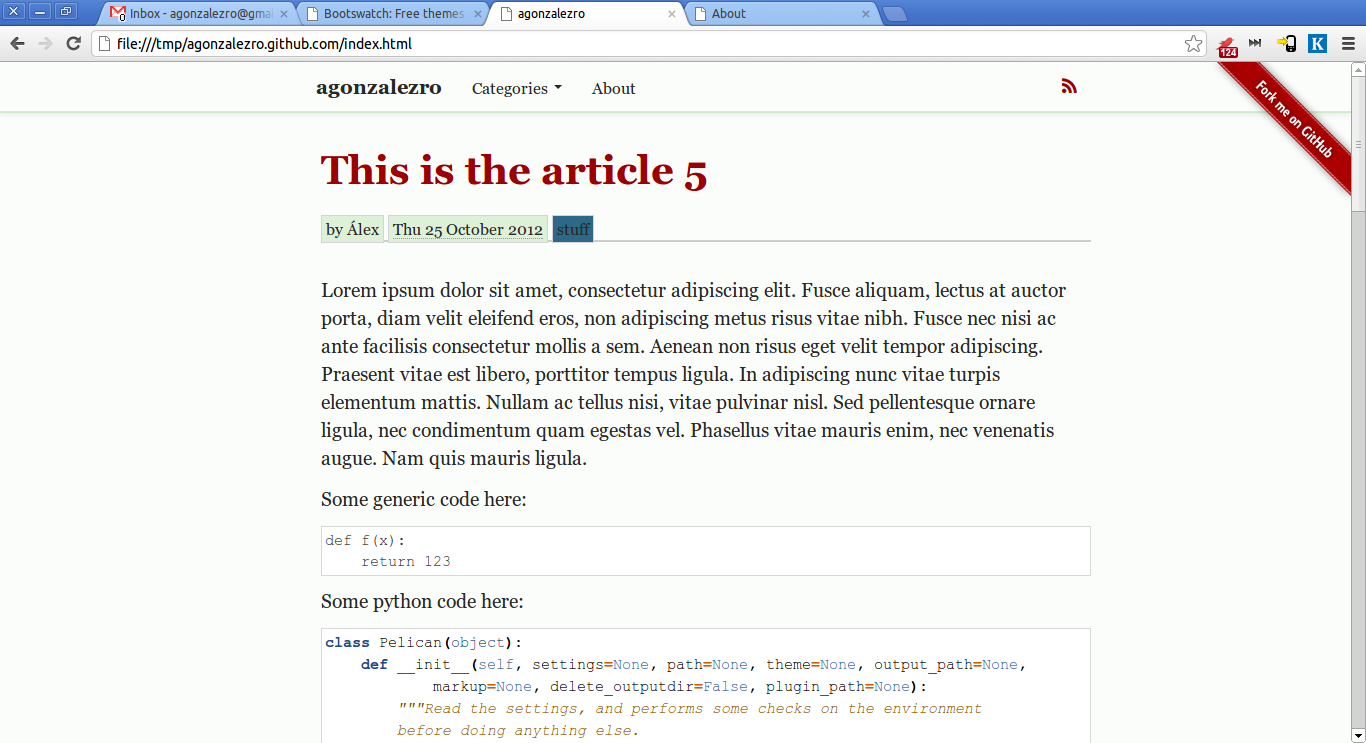 Inbox - agonzalezro@gmai
Bootswatch: Free themes
agonzalezro
About
file:///tmp/agonzalezro.github.com/index.html
124
K
agonzalezro Categories About
Fork me on GitHub
This is the article 5
by Álex Thu 25 October 2012 stuff
Lorem ipsum dolor sit amet, consectetur adipiscing elit. Fusce aliquam, lectus at auctor
porta, diam velit eleifend eros, non adipiscing metus risus vitae nibh. Fusce nec nisi ac
ante facilisis consectetur mollis a sem. Aenean non risus eget velit tempor adipiscing.
Praesent vitae est libero, porttitor tempus ligula. In adipiscing nunc vitae turpis
elementum mattis. Nullam ac tellus nisi, vitae pulvinar nisl. Sed pellentesque ornare
ligula, nec condimentum quam egestas vel. Phasellus vitae mauris enim, nec venenatis
augue. Nam quis mauris ligula.
Some generic code here:
def f(x):
    return 123
Some python code here:
class Pelican(object):
    def __init__(self, settings=None, path=None, theme=None, output_path=None,
            markup=None, delete_outputdir=False, plugin_path=None):
        """Read the settings, and performs some checks on the environment
        before doing anything else.